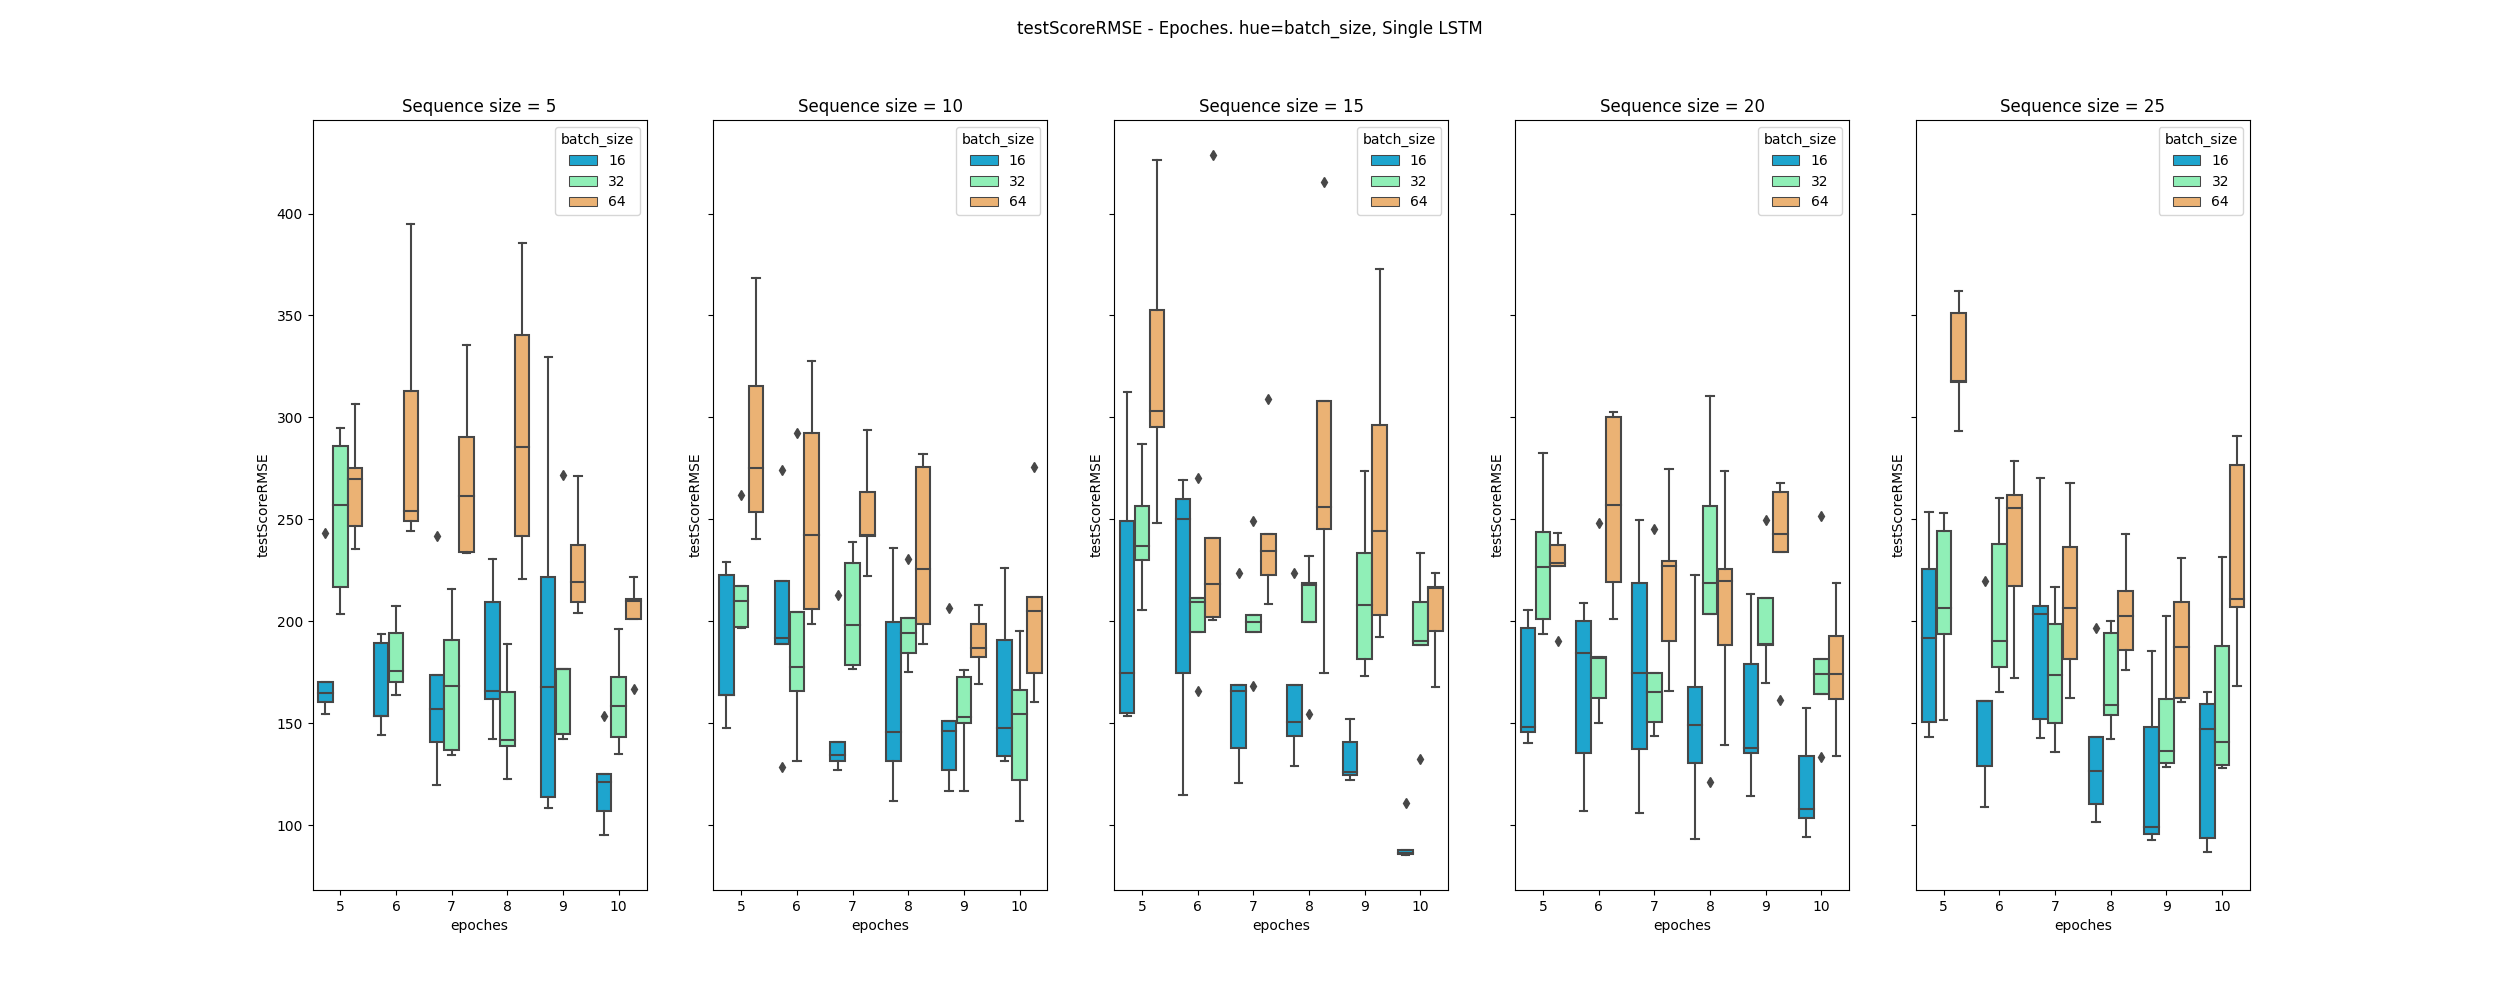 testScoreRMSE - Epoches. hue=batch_size, Single LSTM
Sequence size = 5
batch_size
16
32
64
400
350
300
250
200
150
100
testScoreRMSE
5 6 7 8 9 10
epoches
Sequence size = 10
batch_size
16
32
64
testScoreRMSE
5 6 7 8 9 10
epoches
Sequence size = 15
batch_size
16
32
64
testScoreRMSE
5 6 7 8 9 10
epoches
Sequence size = 20
batch_size
16
32
64
testScoreRMSE
5 6 7 8 9 10
epoches
Sequence size = 25
batch_size
16
32
64
testScoreRMSE
5 6 7 8 9 10
epoches